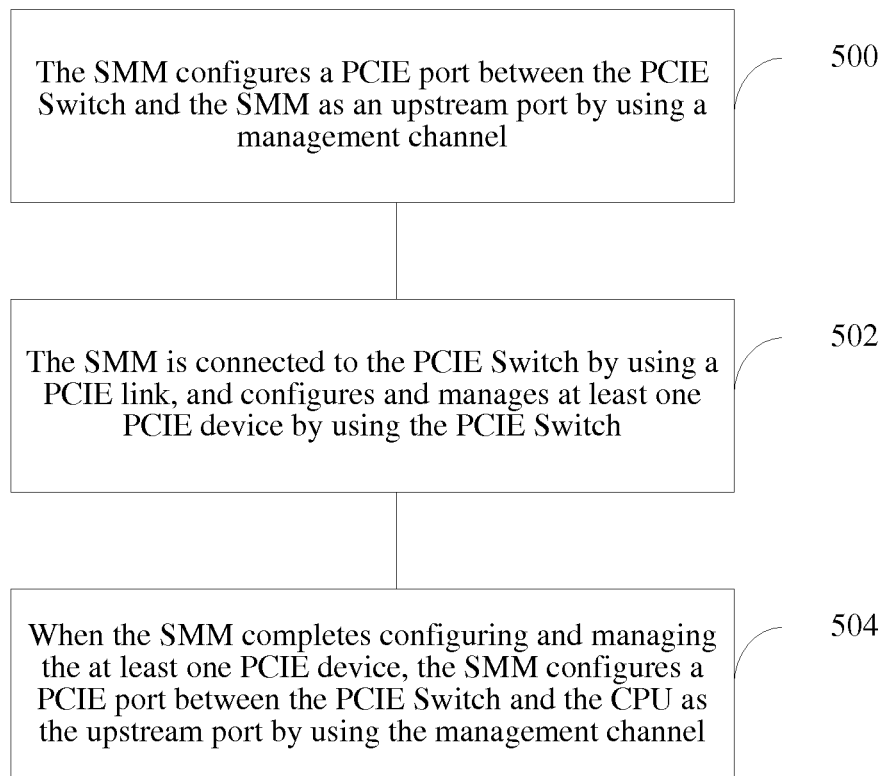 The SMM configures a PCIE port between the PCIE
Switch and the SMM as an upstream port by using a
management channel
500
The SMM is connected to the PCIE Switch by using a
PCIE link, and configures and manages at least one
PCIE device by using the PCIE Switch
502
When the SMM completes configuring and managing
the at least one PCIE device, the SMM configures a
PCIE port between the PCIE Switch and the CPU as
the upstream port by using the management channel
504